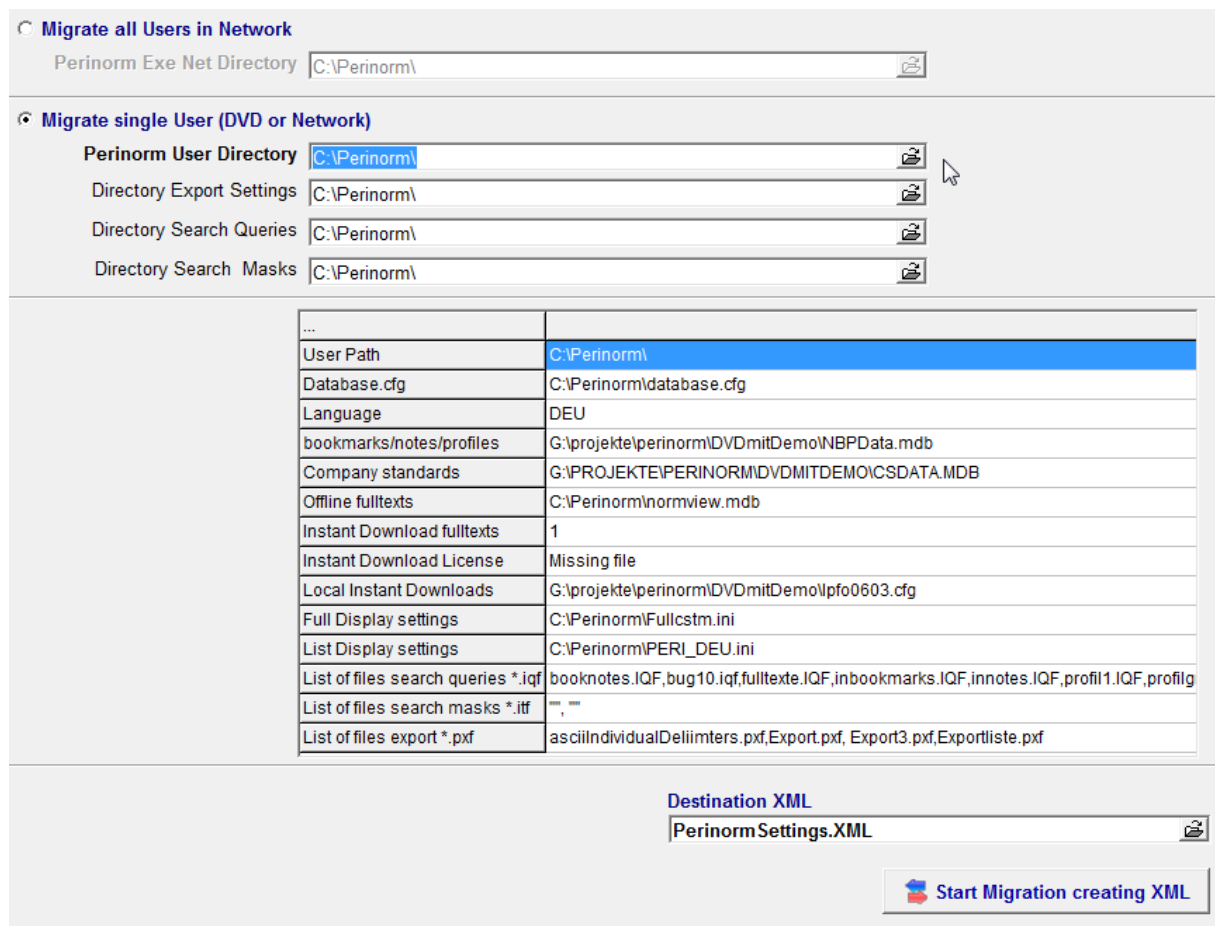 Migrate all Users in Network
Perinorm Exe Net Directory C:\Perinorm\
Migrate single User (DVD or Network)
Perinorm User Directory C:\Perinorm\
Directory Export Settings C:\Perinorm\
Directory Search Queries C:\Perinorm\
Directory Search Masks C:\Perinorm\
...
User Path C:\Perinorm\
Database.cfg C:\Perinorm\database.cfg
Language DEU
bookmarks/notes/profiles G:\projekte\perinorm\DVDmitDemo\NBPData.mdb
Company standards G:\PROJEKTE\PERINORM\DVDMITDEMO\CSDATA.MDB
Offline fulltexts C:\Perinorm\normview.mdb
Instant Download fulltexts 1
Instant Download License Missing file
Local Instant Downloads G:\projekte\perinorm\DVDmitDemo\lpfo0603.cfg
Full Display settings C:\Perinorm\Fullcstm.ini
List Display settings C:\Perinorm\PERI_DEU.ini
List of files search queries *.iqf booknotes.IQF,bug10.iqf,fulltexte.IQF,inbookmarks.IQF,innotes.IQF,profil1.IQF,profilg
List of files search masks *.itf "", ""
List of files export *.pxf asciiIndividualDeliimters.pxf,Export.pxf, Export3.pxf,Exportliste.pxf
Destination XML
PerinormSettings.XML
Start Migration creating XML